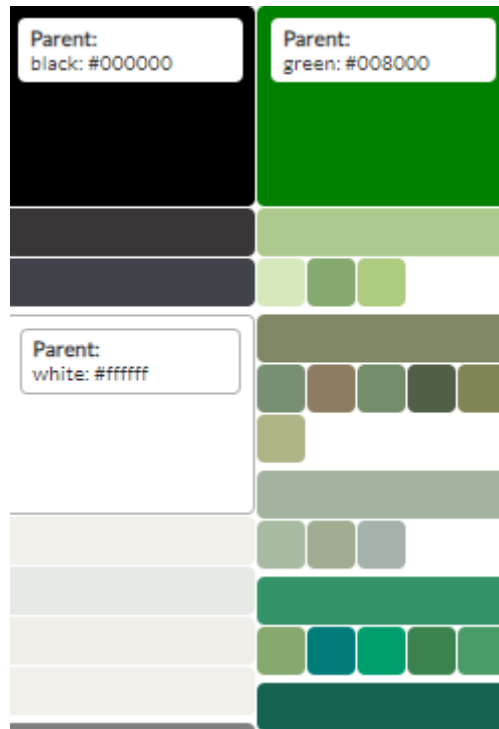 Parent:
black: #000000
Parent:
green: #008000
Parent:
white: #ffffff